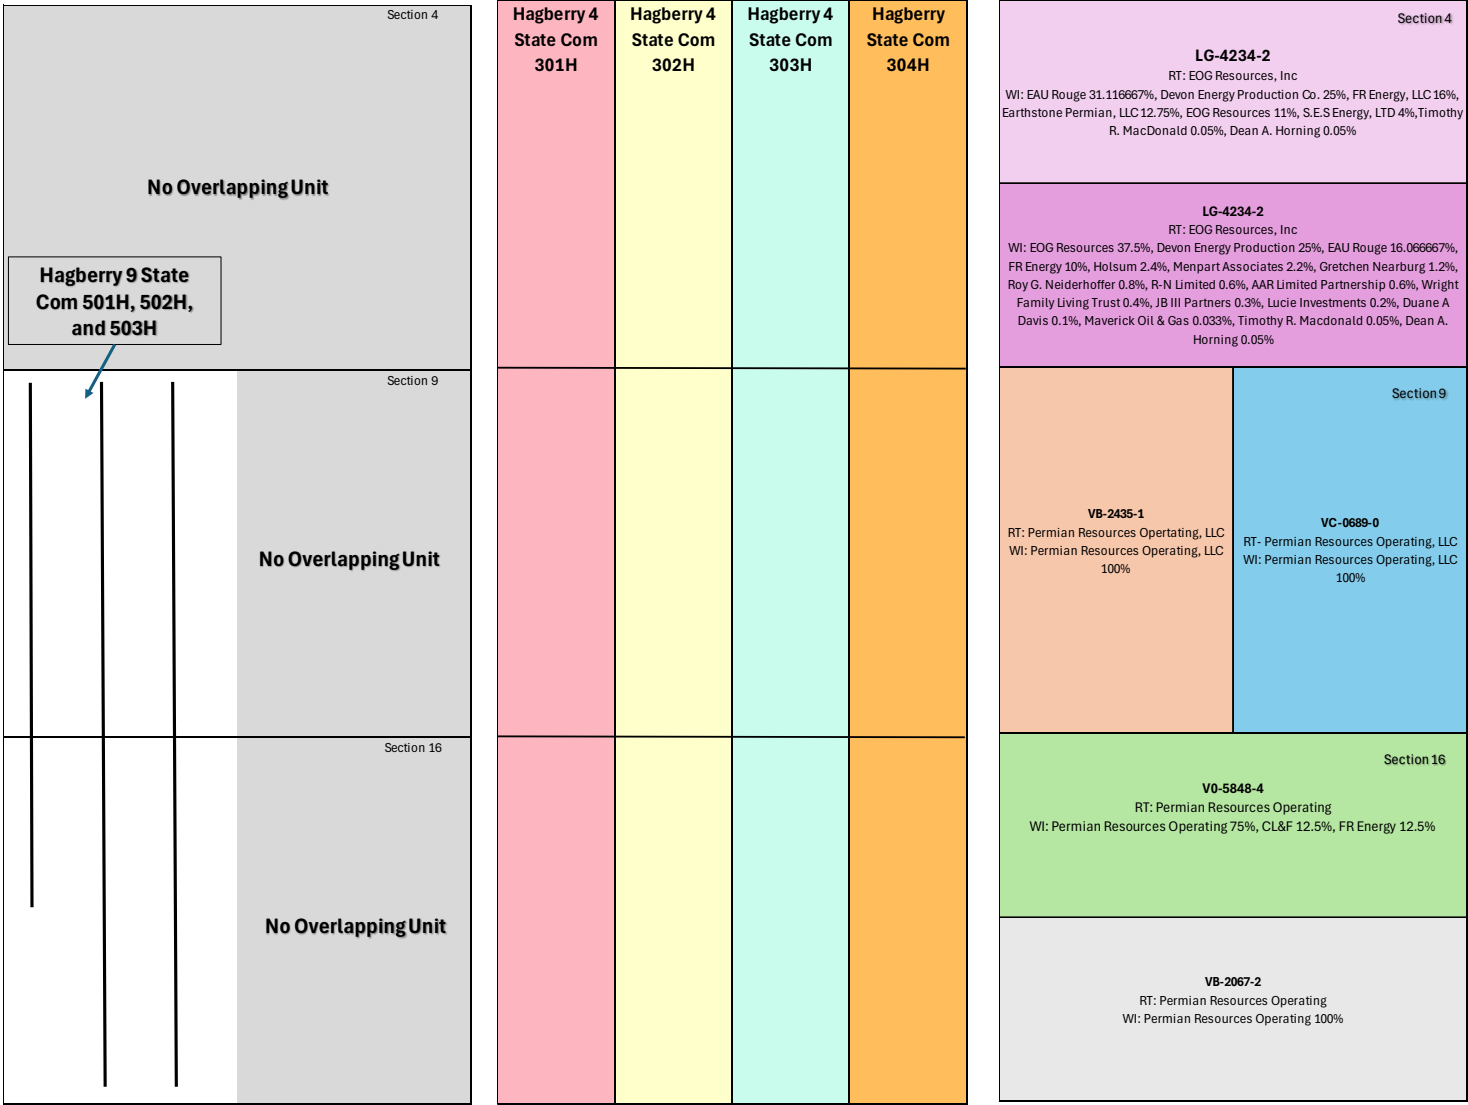 Section 4
No Overlapping Unit
Hagberry 9 State
Com 501H, 502H,
and 503H
Section 9
No Overlapping Unit
Section 16
No Overlapping Unit
Hagberry 4
State Com
301H
Hagberry 4
State Com
302H
Hagberry 4
State Com
303H
Hagberry
State Com
304H
Section 4
LG-4234-2
RT: EOG Resources, Inc
WI: EAU Rouge 31.116667%, Devon Energy Production Co. 25%, FR Energy, LLC 16%,
Earthstone Permian, LLC 12.75%, EOG Resources 11%, S.E.S Energy, LTD 4%,Timothy
R. MacDonald 0.05%, Dean A. Horning 0.05%
LG-4234-2
RT: EOG Resources, Inc
WI: EOG Resources 37.5%, Devon Energy Production 25%, EAU Rouge 16.066667%,
FR Energy 10%, Holsum 2.4%, Menpart Associates 2.2%, Gretchen Nearburg 1.2%,
Roy G. Neiderhoffer 0.8%, R-N Limited 0.6%, AAR Limited Partnership 0.6%, Wright
Family Living Trust 0.4%, JB III Partners 0.3%, Lucie Investments 0.2%, Duane A
Davis 0.1%, Maverick Oil & Gas 0.033%, Timothy R. Macdonald 0.05%, Dean A.
Horning 0.05%
VB-2435-1
RT: Permian Resources Opertating, LLC
WI: Permian Resources Operating, LLC
100%
Section 9
VC-0689-0
RT- Permian Resources Operating, LLC
WI: Permian Resources Operating, LLC
100%
Section 16
V0-5848-4
RT: Permian Resources Operating
WI: Permian Resources Operating 75%, CL&F 12.5%, FR Energy 12.5%
VB-2067-2
RT: Permian Resources Operating
WI: Permian Resources Operating 100%